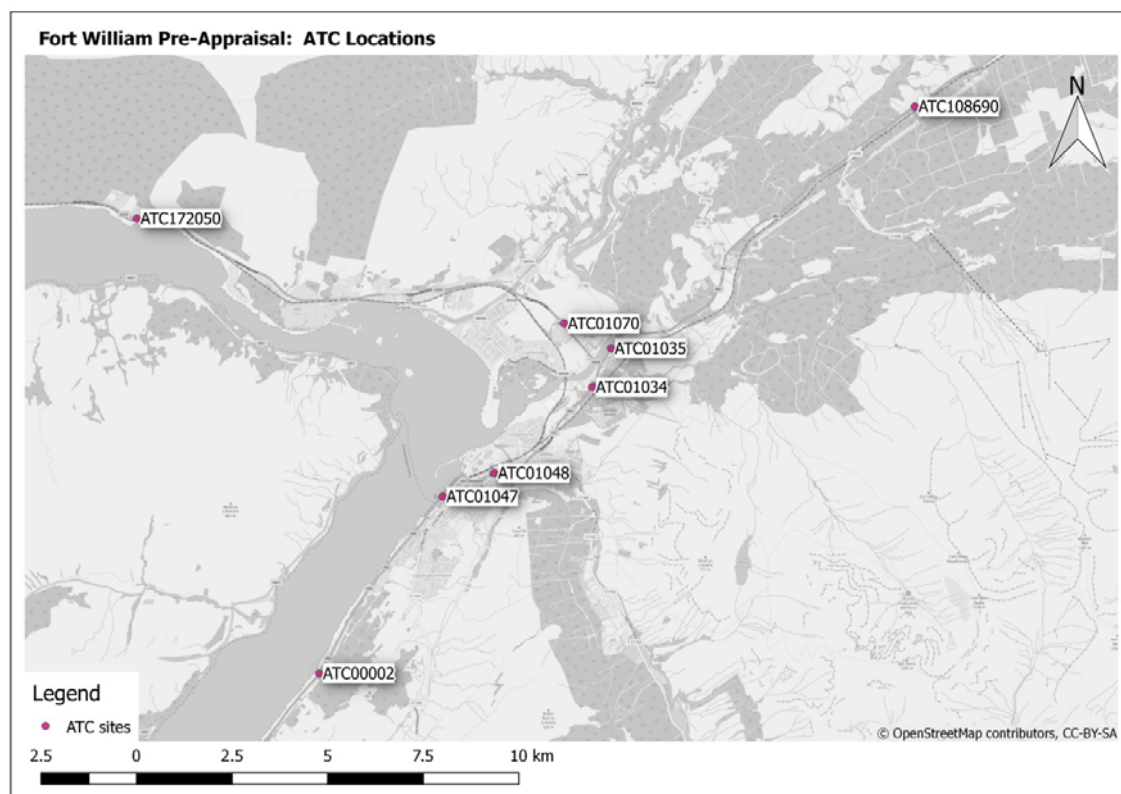 Fort William Pre-Appraisal: ATC Locations
N
ATC108690
ATC172050
ATC01070
ATC01035
ATC01034
ATC01048
ATC01047
ATC00002
Legend
ATC sites
© OpenStreetMap contributors, CC-BY-SA
2.5 0 2.5 5 7.5 10 km